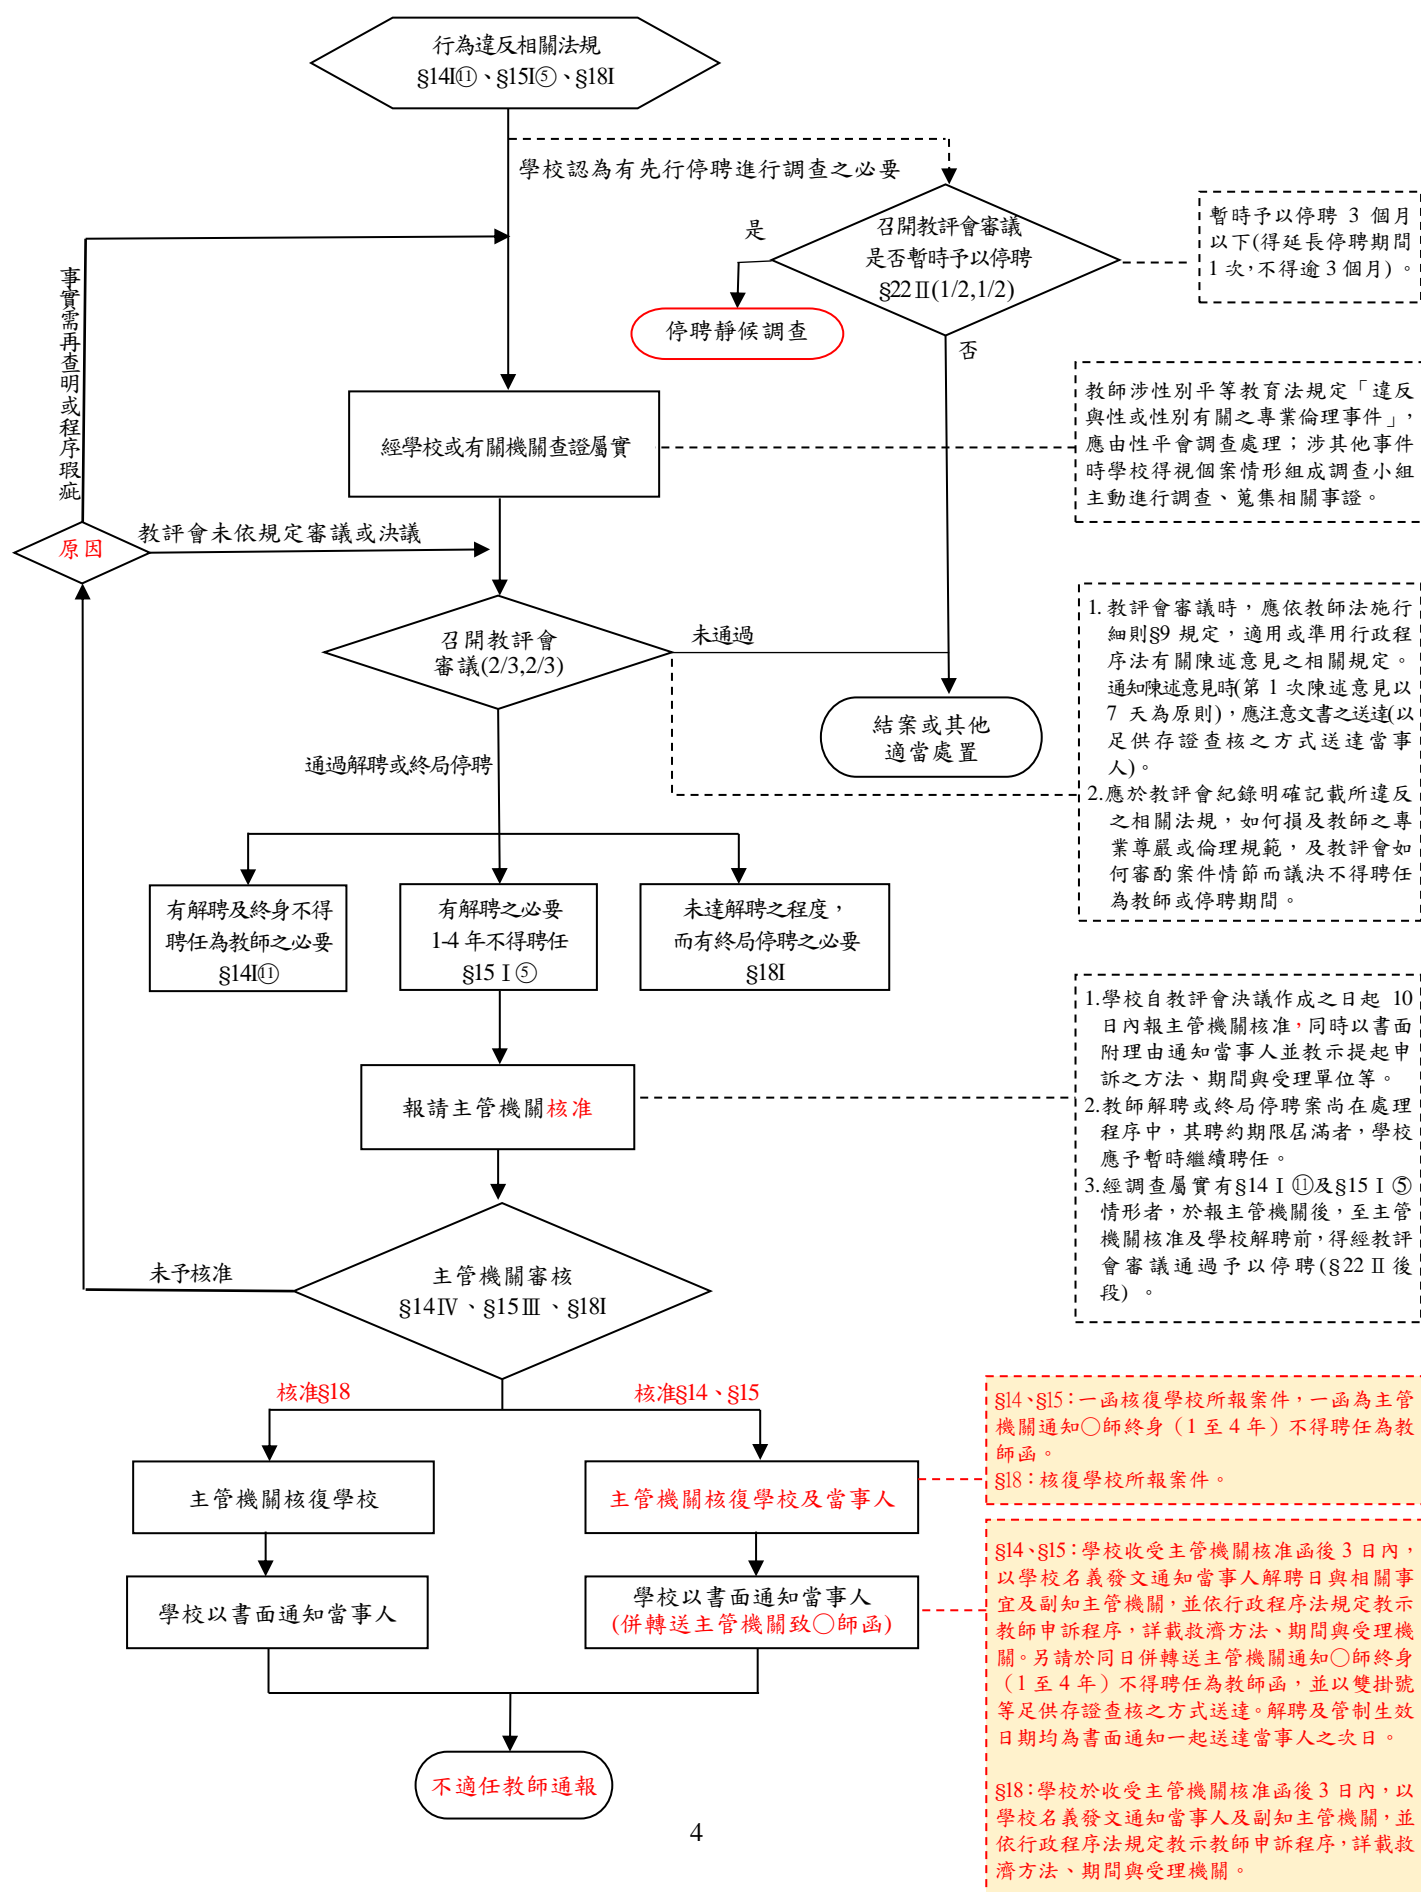 行為違反相關法規
§14I⑪、§15I⑤、§18I
學校認為有先行停聘進行調查之必要
召開教評會審議
是否暫時予以停聘
§22Ⅱ(1/2,1/2)
是
否
停聘靜候調查
暫時予以停聘 3 個月
以下(得延長停聘期間
1 次,不得逾 3 個月)。
事實需再查明或程序瑕疵
經學校或有關機關查證屬實
教師涉性別平等教育法規定「違反
與性或性別有關之專業倫理事件」,
應由性平會調查處理；涉其他事件
時學校得視個案情形組成調查小組
主動進行調查、蒐集相關事證。
原因
教評會未依規定審議或決議
召開教評會
審議(2/3,2/3)
未通過
結案或其他
適當處置
1. 教評會審議時，應依教師法施行
細則§9 規定，適用或準用行政程
序法有關陳述意見之相關規定。
通知陳述意見時(第 1 次陳述意見以
7 天為原則)，應注意文書之送達(以
足供存證查核之方式送達當事
人)。
2.應於教評會紀錄明確記載所違反
之相關法規，如何損及教師之專
業尊嚴或倫理規範，及教評會如
何審酌案件情節而議決不得聘任
為教師或停聘期間。
通過解聘或終局停聘
有解聘及終身不得
聘任為教師之必要
§14I⑪
有解聘之必要
1-4 年不得聘任
§15 I ⑤
未達解聘之程度，
而有終局停聘之必要
§18I
報請主管機關核准
1.學校自教評會決議作成之日起 10
日內報主管機關核准，同時以書面
附理由通知當事人並教示提起申
訴之方法、期間與受理單位等。
2.教師解聘或終局停聘案尚在處理
程序中，其聘約期限屆滿者，學校
應予暫時繼續聘任。
3.經調查屬實有§14 I ⑪及§15 I ⑤
情形者，於報主管機關後，至主管
機關核准及學校解聘前，得經教評
會審議通過予以停聘(§22 Ⅱ 後
段) 。
未予核准
主管機關審核
§14Ⅳ、§15Ⅲ、§18I
核准§18
核准§14、§15
主管機關核復學校
主管機關核復學校及當事人
§14、§15：一函核復學校所報案件，一函為主管
機關通知○師終身（1 至 4 年）不得聘任為教
師函。
§18：核復學校所報案件。
學校以書面通知當事人
學校以書面通知當事人
(併轉送主管機關致○師函)
§14、§15：學校收受主管機關核准函後 3 日內，
以學校名義發文通知當事人解聘日與相關事
宜及副知主管機關，並依行政程序法規定教示
教師申訴程序，詳載救濟方法、期間與受理機
關。另請於同日併轉送主管機關通知○師終身
（1 至 4 年）不得聘任為教師函，並以雙掛號
等足供存證查核之方式送達。解聘及管制生效
日期均為書面通知一起送達當事人之次日。
§18：學校於收受主管機關核准函後 3 日內，以
學校名義發文通知當事人及副知主管機關，並
依行政程序法規定教示教師申訴程序，詳載救
濟方法、期間與受理機關。
不適任教師通報
4